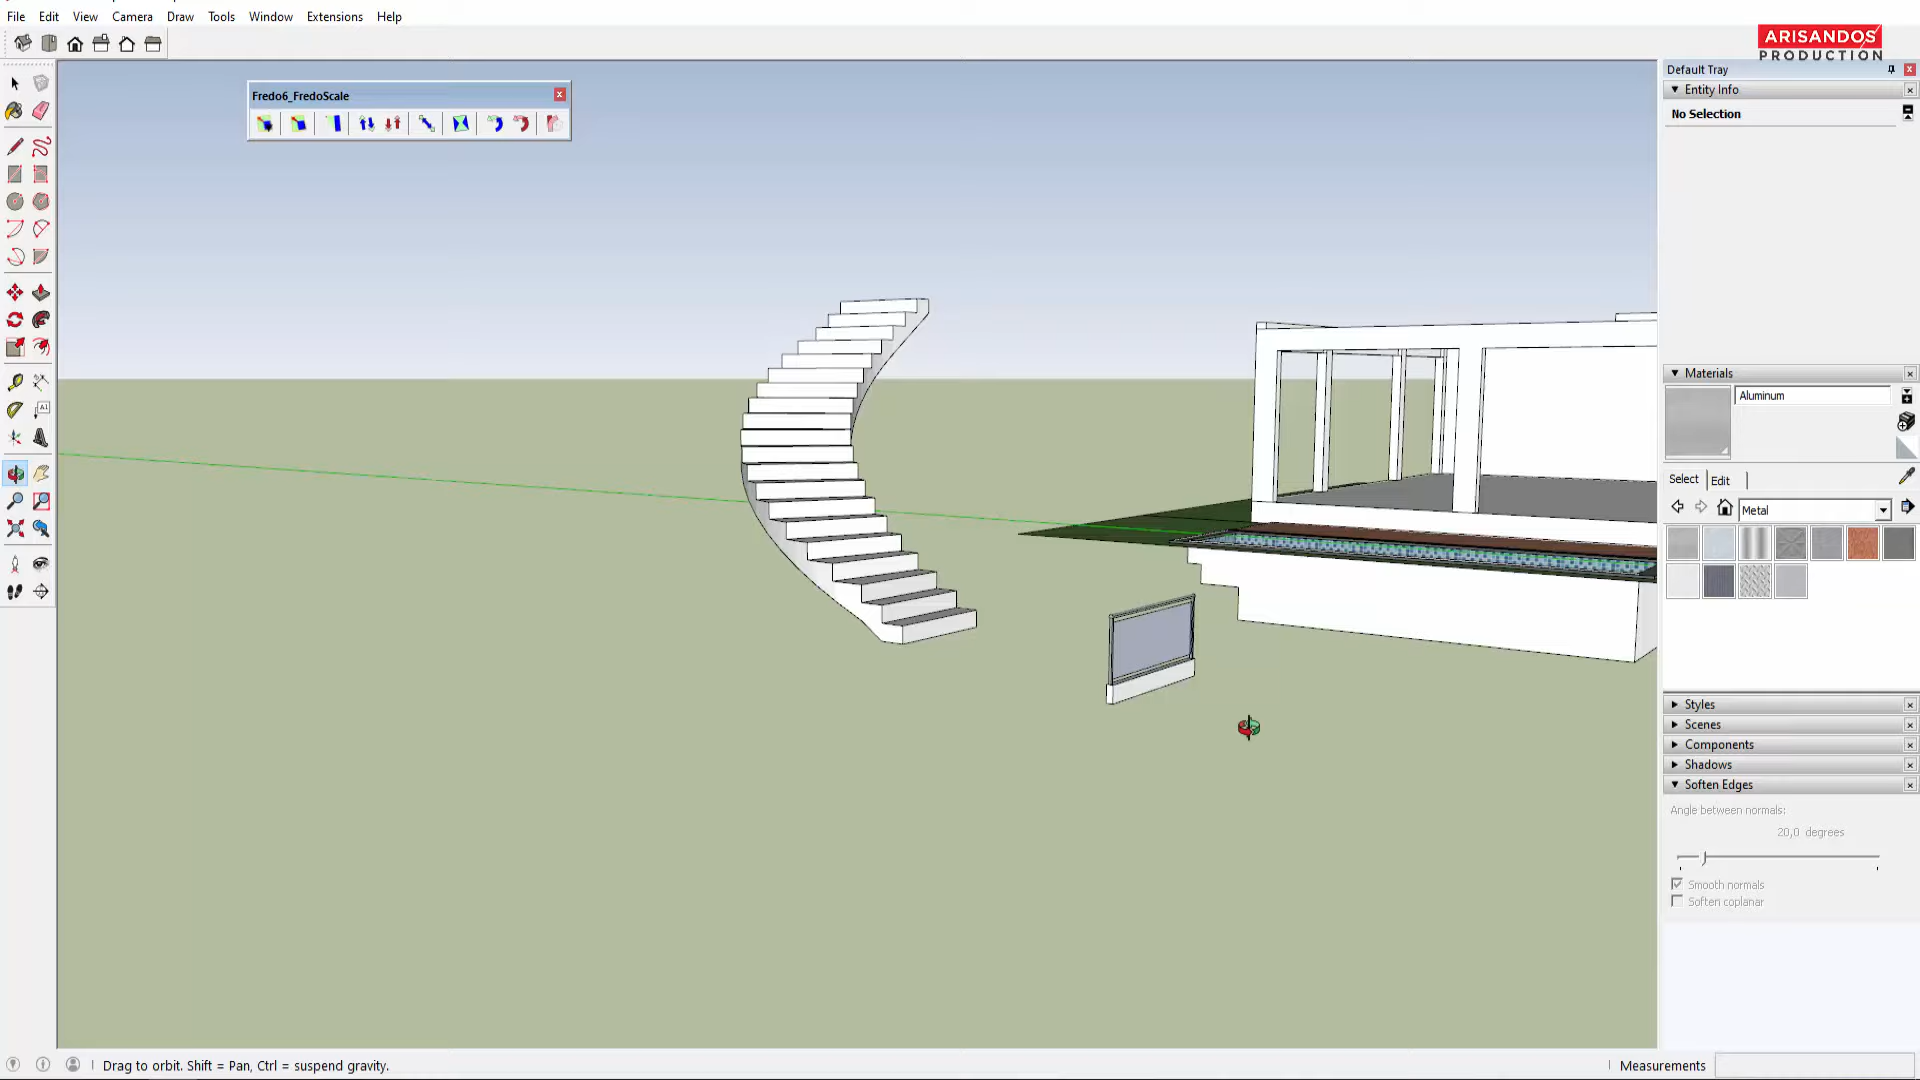 File Edit View Camera Draw Tools Window Extensions Help
ARISANDOS
PRODUCTION
Default Tray
Fredo6_FredoScale
Entity Info
No Selection
Materials
Aluminum
Select Edit
Metal
Styles
Scenes
Components
Shadows
Soften Edges
Angle between normals:
20,0 degrees
Smooth normals
Soften coplanar
Drag to orbit. Shift = Pan, Ctrl = suspend gravity.
Measurements